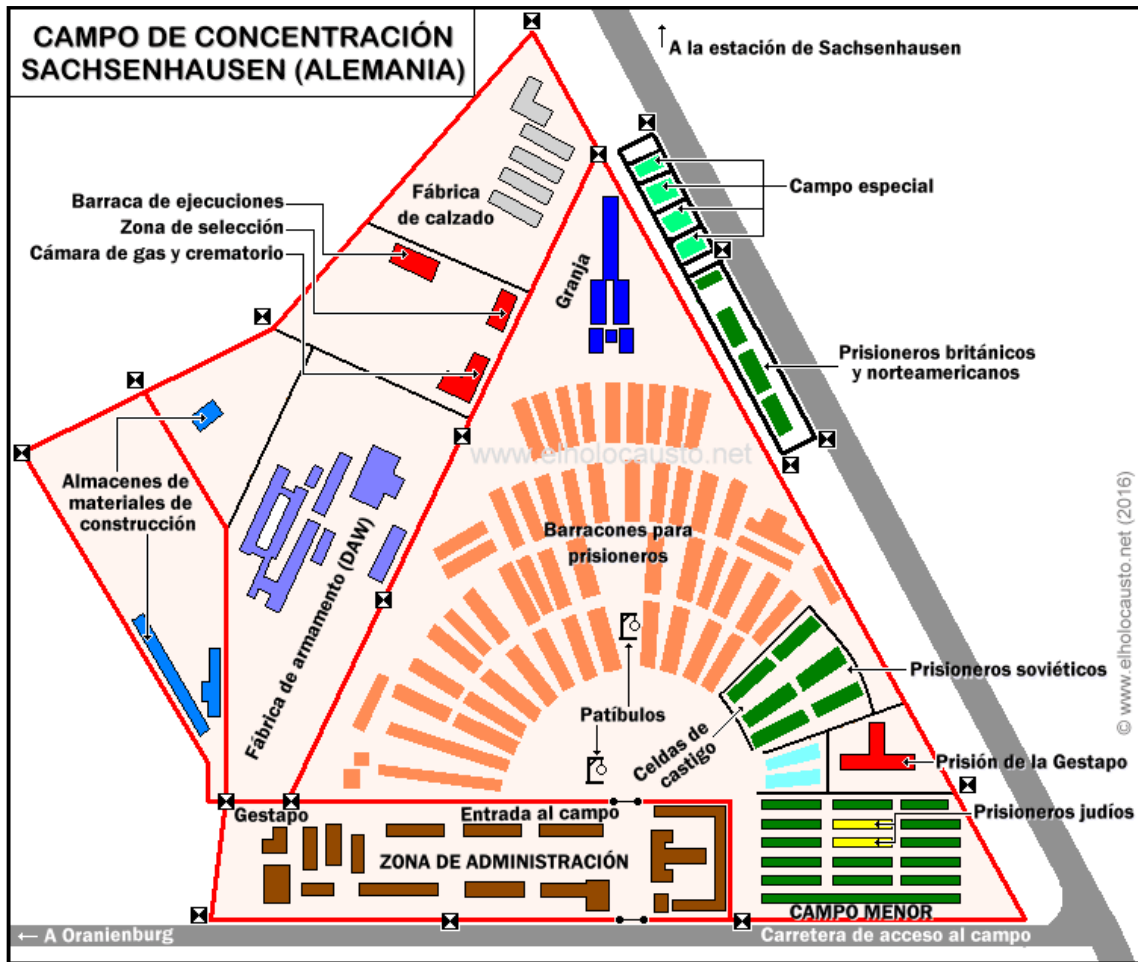 CAMPO DE CONCENTRACIÓN
SACHSENHAUSEN (ALEMANIA)
A la estación de Sachsenhausen
Campo especial
Barraca de ejecuciones
Zona de selección
Cámara de gas y crematorio
Fábrica
de calzado
Granja
Prisioneros británicos
y norteamericanos
www.elholocausto.net
Almacenes de
materiales de
construcción
Fábrica de armamento (DAW)
Barracones para
prisioneros
© www.elholocausto.net (2016)
Prisioneros soviéticos
Patíbulos
Celdas de
castigo
Prisión de la Gestapo
Gestapo
Entrada al campo
Prisioneros judíos
ZONA DE ADMINISTRACIÓN
CAMPO MENOR
← A Oranienburg
Carretera de acceso al campo